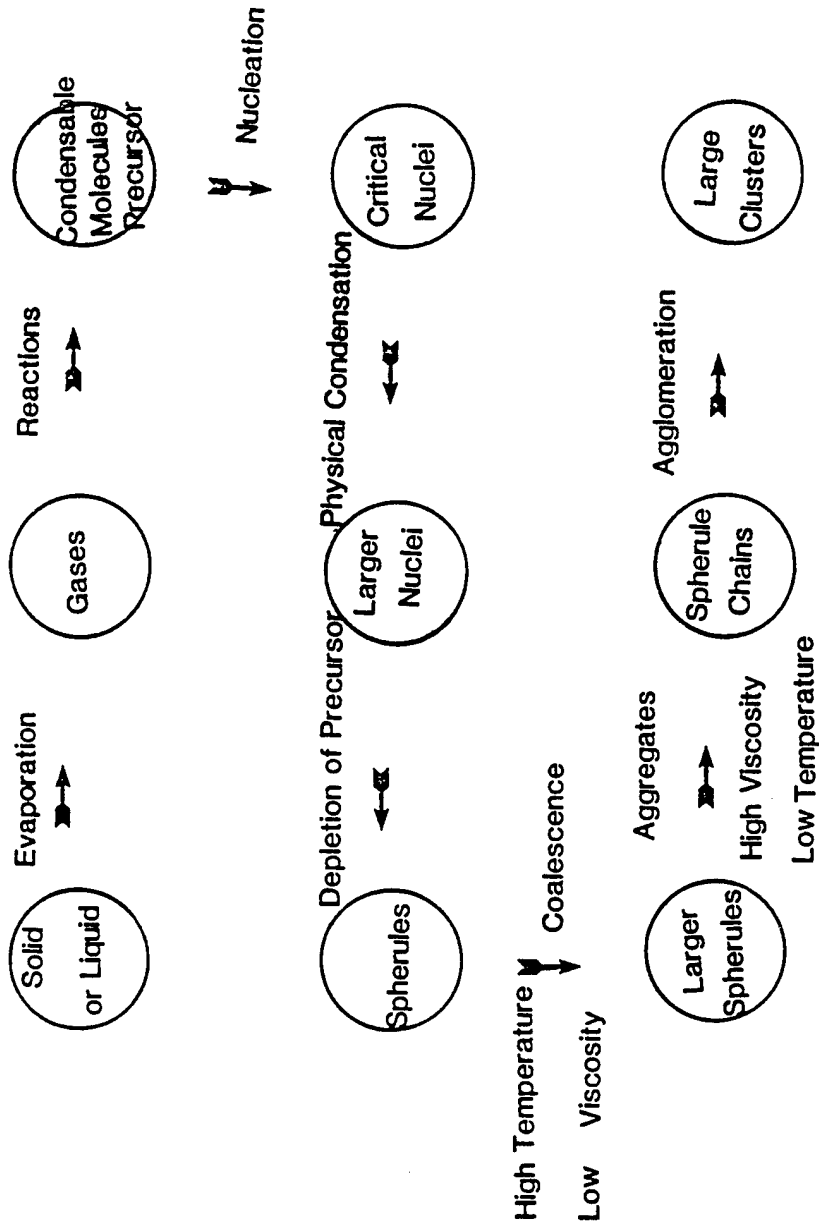 Solid
or Liquid
Evaporation
Gases
Reactions
Condensable
Molecules
Precursor
Nucleation
Critical
Nuclei
Physical Condensation
Larger
Nuclei
Depletion of Precursor
Spherules
High Temperature
Low Viscosity
Coalescence
Larger
Spherules
Aggregates
High Viscosity
Low Temperature
Spherule
Chains
Agglomeration
Large
Clusters